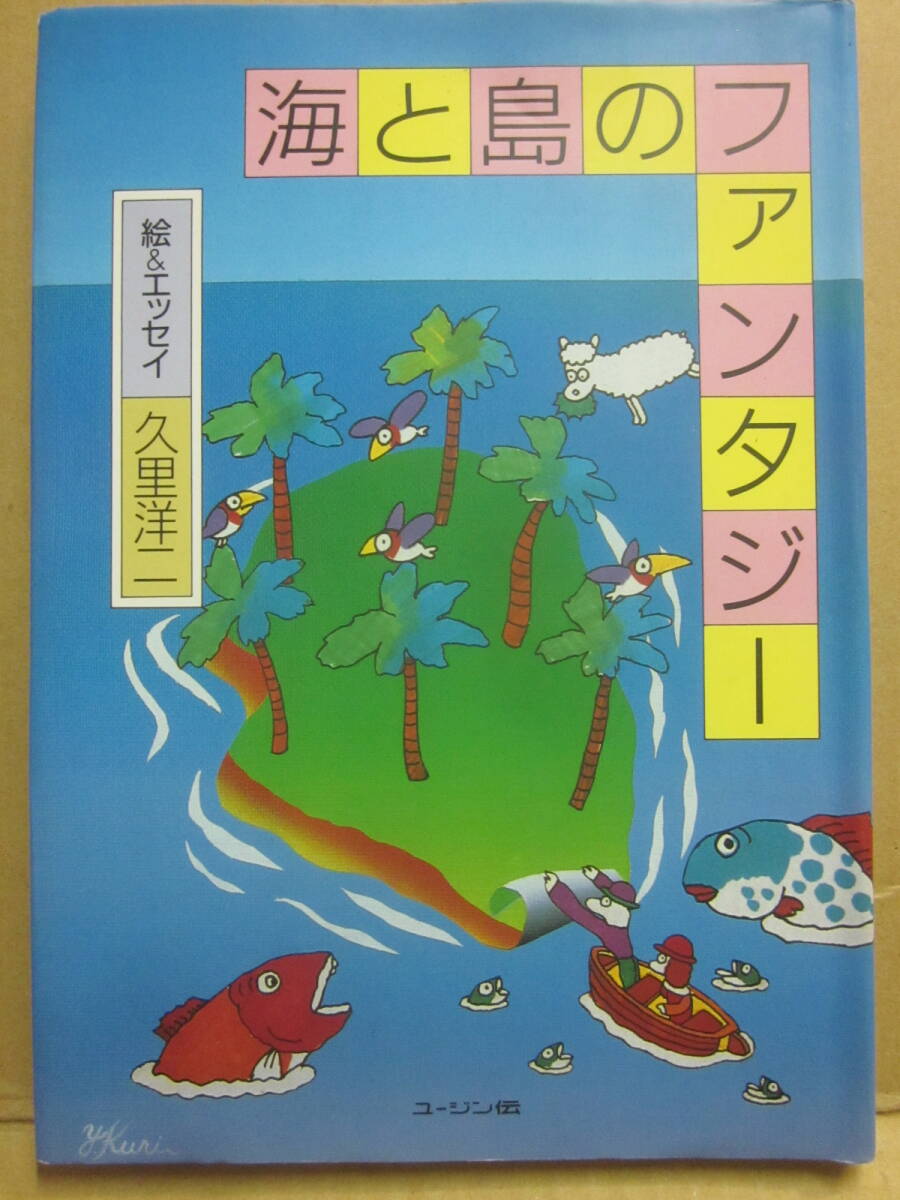 海と島のファンタジー
絵&エッセイ
久里洋二
ユージン伝
Y.Kuri